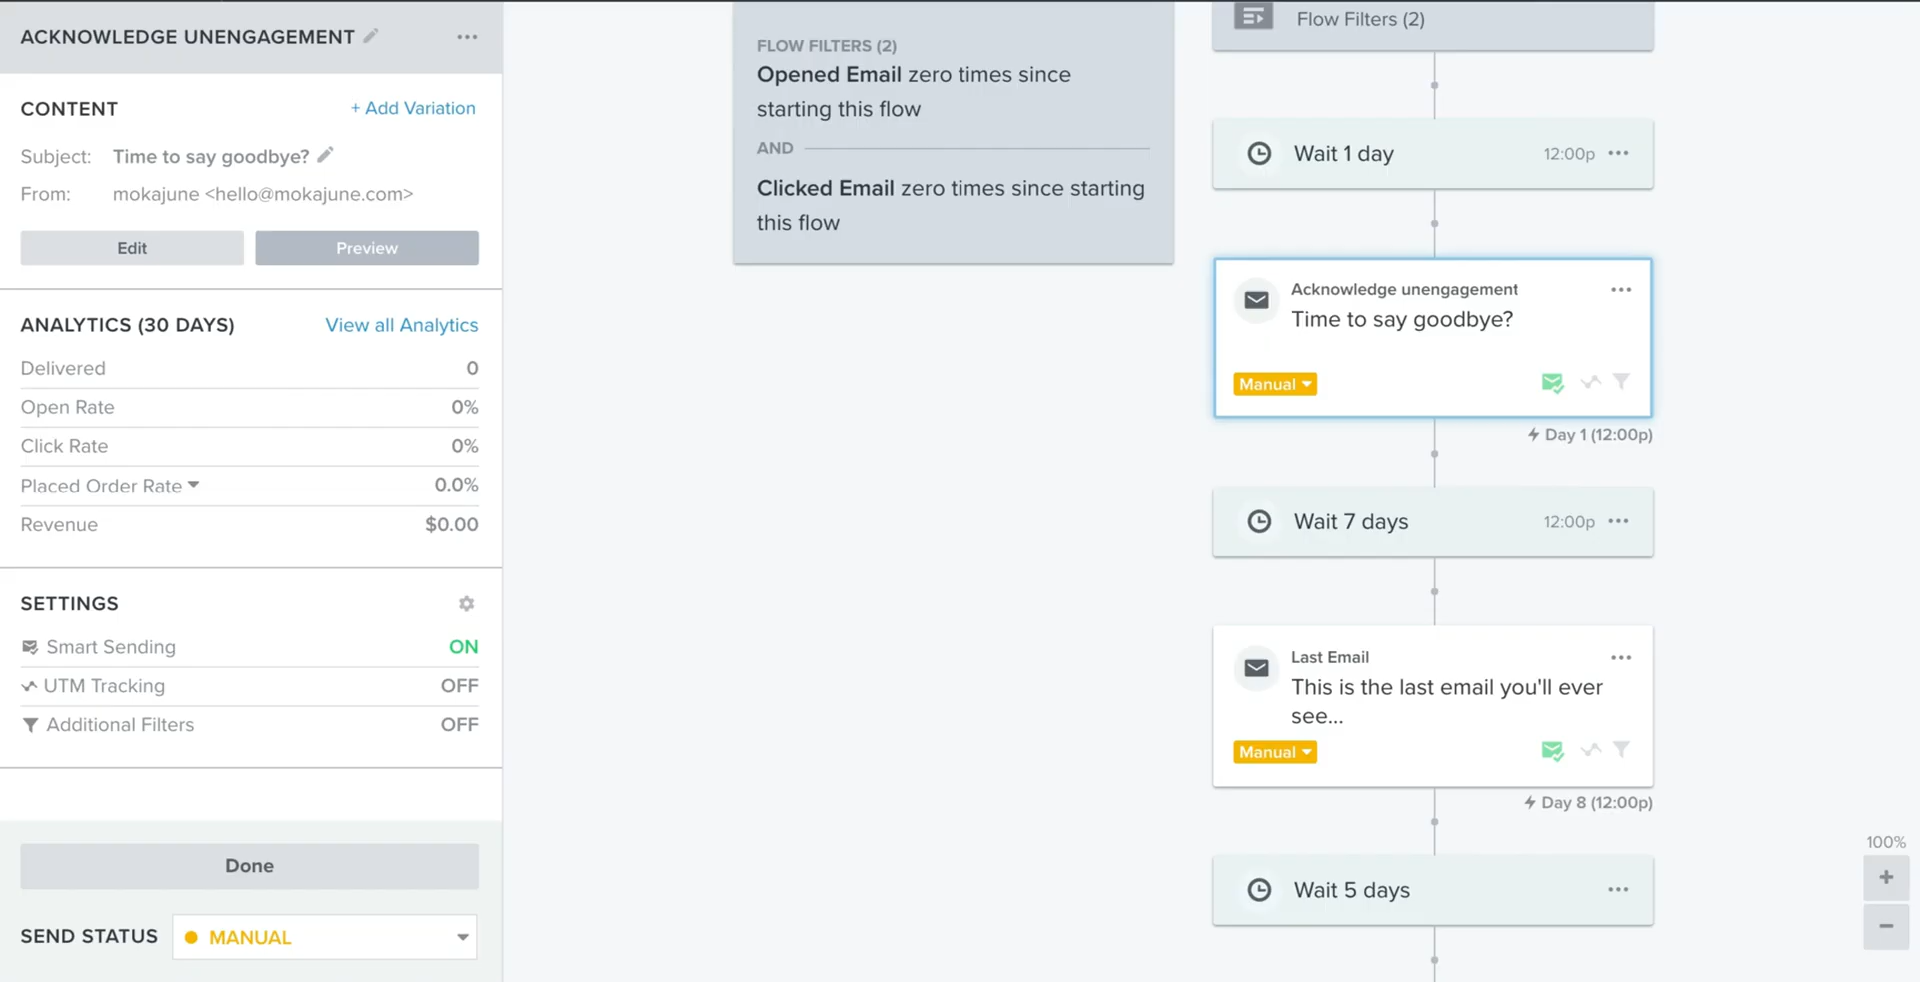 ACKNOWLEDGE UNENGAGEMENT
CONTENT
+ Add Variation
Subject: Time to say goodbye?
From: mokajune <hello@mokajune.com>
Edit
Preview
ANALYTICS (30 DAYS)
View all Analytics
Delivered 0
Open Rate 0%
Click Rate 0%
Placed Order Rate 0.0%
Revenue $0.00
SETTINGS
Smart Sending ON
UTM Tracking OFF
Additional Filters OFF
Done
SEND STATUS MANUAL
FLOW FILTERS (2)
Opened Email zero times since
starting this flow
AND
Clicked Email zero times since starting
this flow
Flow Filters (2)
Wait 1 day 12:00p
Acknowledge unengagement
Time to say goodbye?
Manual
Day 1 (12:00p)
Wait 7 days 12:00p
Last Email
This is the last email you'll ever
see...
Manual
Day 8 (12:00p)
Wait 5 days
100%
+
−